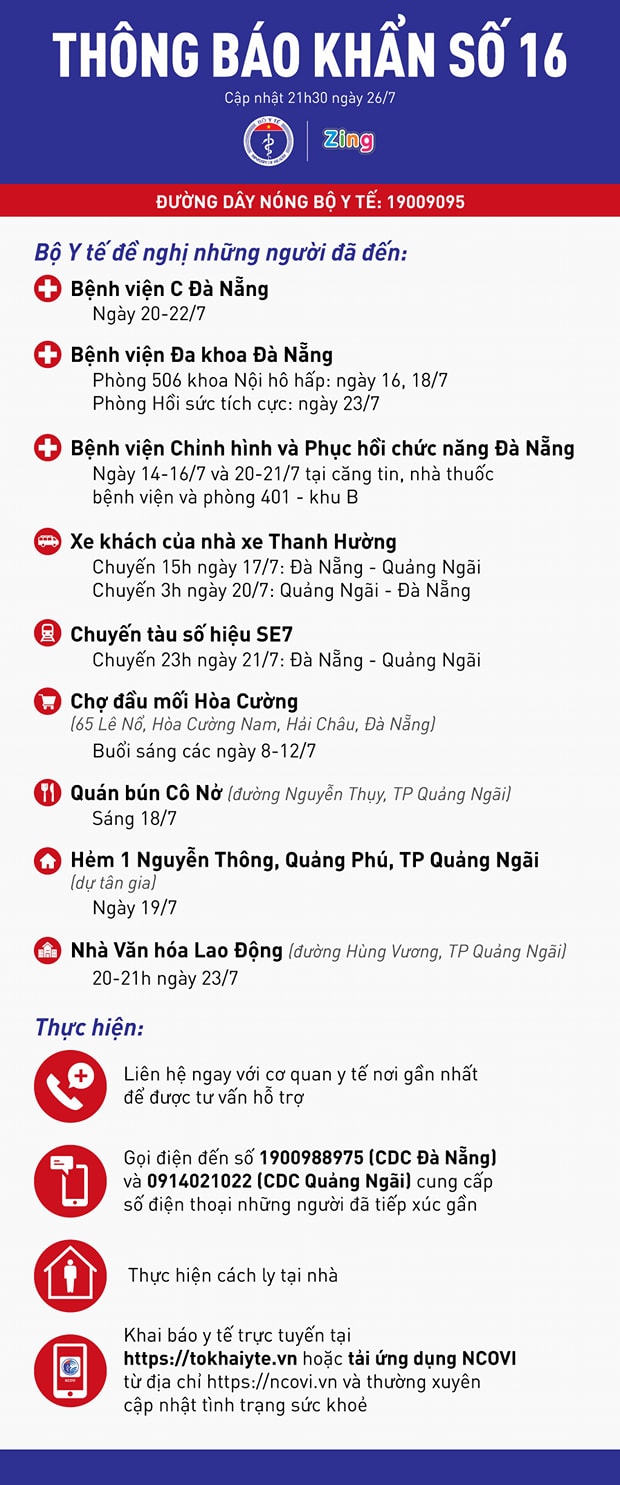 THÔNG BÁO KHẨN SỐ 16
Cập nhật 21h30 ngày 26/7
BỘ Y TẾ
Zing
ĐƯỜNG DÂY NÓNG BỘ Y TẾ: 19009095
Bộ Y tế đề nghị những người đã đến:
Bệnh viện C Đà Nẵng
Ngày 20-22/7
Bệnh viện Đa khoa Đà Nẵng
Phòng 506 khoa Nội hô hấp: ngày 16, 18/7
Phòng Hồi sức tích cực: ngày 23/7
Bệnh viện Chỉnh hình và Phục hồi chức năng Đà Nẵng
Ngày 14-16/7 và 20-21/7 tại căng tin, nhà thuốc
bệnh viện và phòng 401 - khu B
Xe khách của nhà xe Thanh Hường
Chuyến 15h ngày 17/7: Đà Nẵng - Quảng Ngãi
Chuyến 3h ngày 20/7: Quảng Ngãi - Đà Nẵng
Chuyến tàu số hiệu SE7
Chuyến 23h ngày 21/7: Đà Nẵng - Quảng Ngãi
Chợ đầu mối Hòa Cường
(65 Lê Nổ, Hòa Cường Nam, Hải Châu, Đà Nẵng)
Buổi sáng các ngày 8-12/7
Quán bún Cô Nở (đường Nguyễn Thụy, TP Quảng Ngãi)
Sáng 18/7
Hẻm 1 Nguyễn Thông, Quảng Phú, TP Quảng Ngãi
(dự tân gia)
Ngày 19/7
Nhà Văn hóa Lao Động (đường Hùng Vương, TP Quảng Ngãi)
20-21h ngày 23/7
Thực hiện:
Liên hệ ngay với cơ quan y tế nơi gần nhất
để được tư vấn hỗ trợ
Gọi điện đến số 1900988975 (CDC Đà Nẵng)
và 0914021022 (CDC Quảng Ngãi) cung cấp
số điện thoại những người đã tiếp xúc gần
Thực hiện cách ly tại nhà
Khai báo y tế trực tuyến tại
https://tokhaiyte.vn hoặc tải ứng dụng NCOVI
từ địa chỉ https://ncovi.vn và thường xuyên
cập nhật tình trạng sức khoẻ
NCOVI